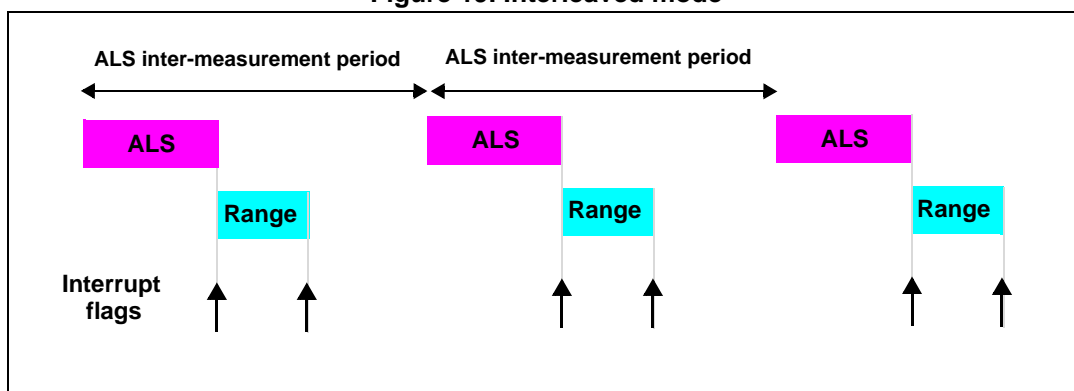 Figure 16. Interleaved mode
ALS inter-measurement period
ALS inter-measurement period
ALS
ALS
ALS
Range
Range
Range
Interrupt
flags